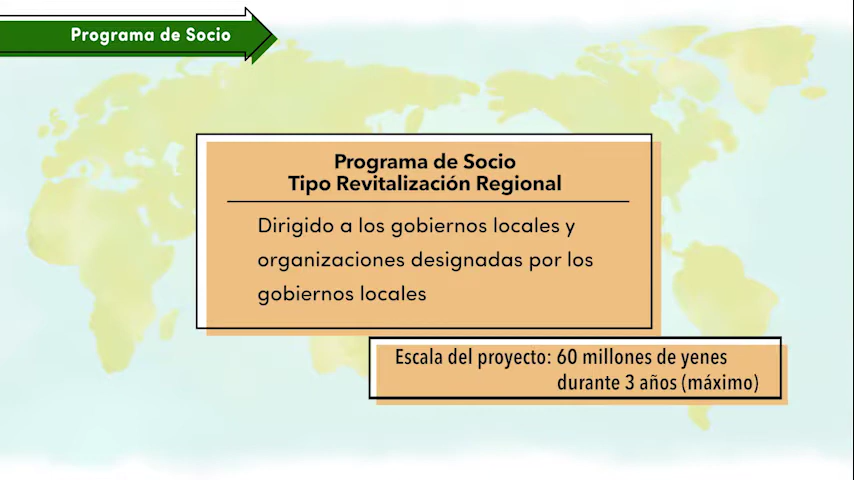 Programa de Socio
Programa de Socio
Tipo Revitalización Regional
Dirigido a los gobiernos locales y
organizaciones designadas por los
gobiernos locales
Escala del proyecto: 60 millones de yenes
durante 3 años (máximo)